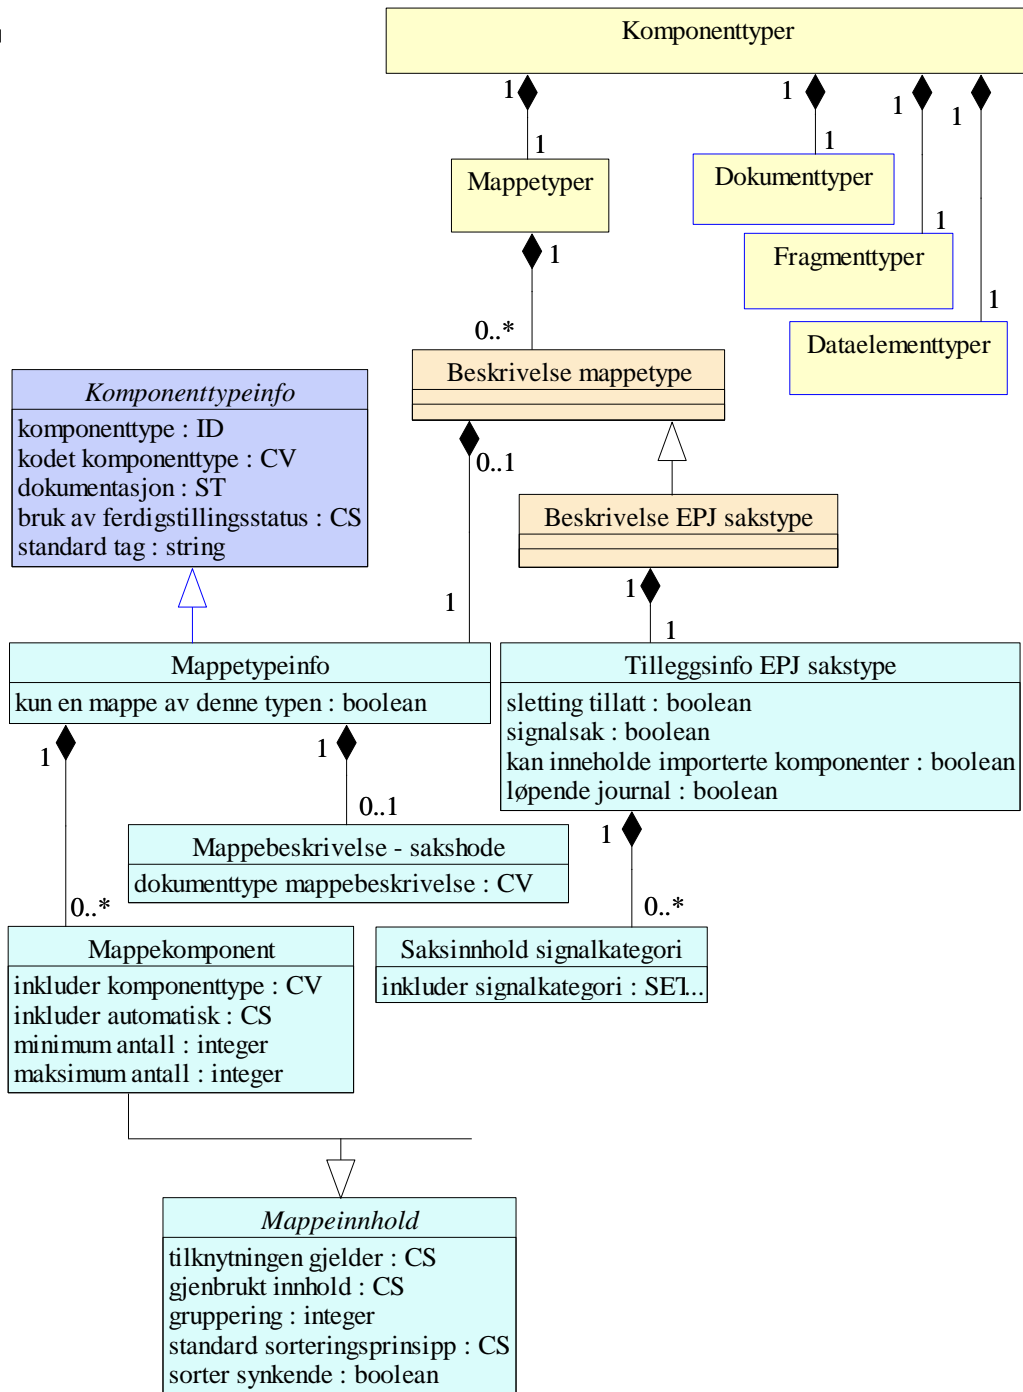 Komponenttyper
1
1
1
1
1
1
1
1
Mappetyper
Dokumenttyper
Fragmenttyper
Dataelementtyper
1
0..*
Beskrivelse mappetype
Komponenttypeinfo
komponenttype : ID
kodet komponenttype : CV
dokumentasjon : ST
bruk av ferdigstillingsstatus : CS
standard tag : string
0..1
1
Beskrivelse EPJ sakstype
1
1
Mappetypeinfo
kun en mappe av denne typen : boolean
Tilleggsinfo EPJ sakstype
sletting tillatt : boolean
signalsak : boolean
kan inneholde importerte komponenter : boolean
løpende journal : boolean
1
1
0..1
1
Mappebeskrivelse - sakshode
dokumenttype mappebeskrivelse : CV
0..*
0..*
Mappekomponent
inkluder komponenttype : CV
inkluder automatisk : CS
minimum antall : integer
maksimum antall : integer
Saksinnhold signalkategori
inkluder signalkategori : SET...
Mappeinnhold
tilknytningen gjelder : CS
gjenbrukt innhold : CS
gruppering : integer
standard sorteringsprinsipp : CS
sorter synkende : boolean